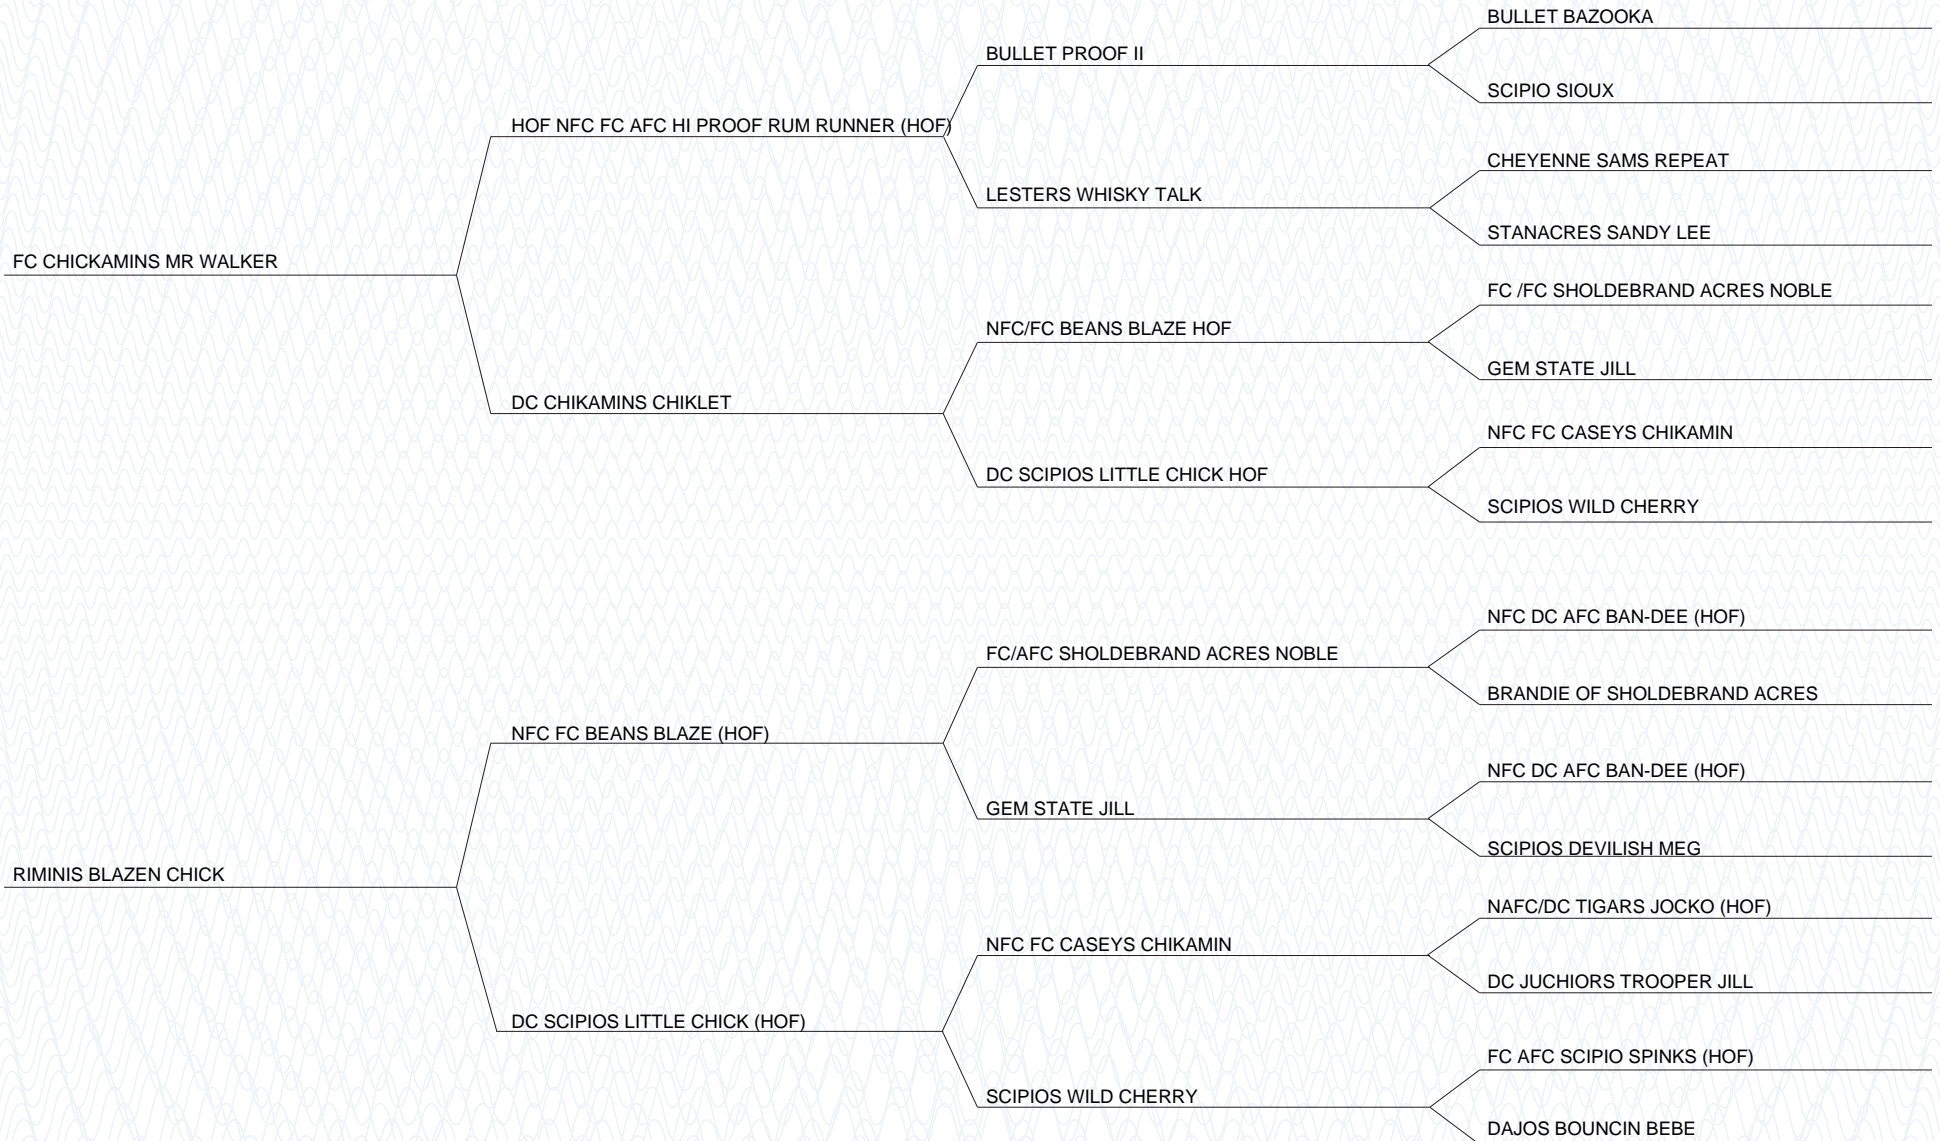 BULLET BAZOOKA
BULLET PROOF II
SCIPIO SIOUX
HOF NFC FC AFC HI PROOF RUM RUNNER (HOF)
CHEYENNE SAMS REPEAT
LESTERS WHISKY TALK
STANACRES SANDY LEE
FC CHICKAMINS MR WALKER
FC /FC SHOLDEBRAND ACRES NOBLE
NFC/FC BEANS BLAZE HOF
GEM STATE JILL
DC CHIKAMINS CHIKLET
NFC FC CASEYS CHIKAMIN
DC SCIPIOS LITTLE CHICK HOF
SCIPIOS WILD CHERRY
NFC DC AFC BAN-DEE (HOF)
FC/AFC SHOLDEBRAND ACRES NOBLE
BRANDIE OF SHOLDEBRAND ACRES
NFC FC BEANS BLAZE (HOF)
NFC DC AFC BAN-DEE (HOF)
GEM STATE JILL
SCIPIOS DEVILISH MEG
RIMINIS BLAZEN CHICK
NAFC/DC TIGARS JOCKO (HOF)
NFC FC CASEYS CHIKAMIN
DC JUCHIORS TROOPER JILL
DC SCIPIOS LITTLE CHICK (HOF)
FC AFC SCIPIO SPINKS (HOF)
SCIPIOS WILD CHERRY
DAJOS BOUNCIN BEBE